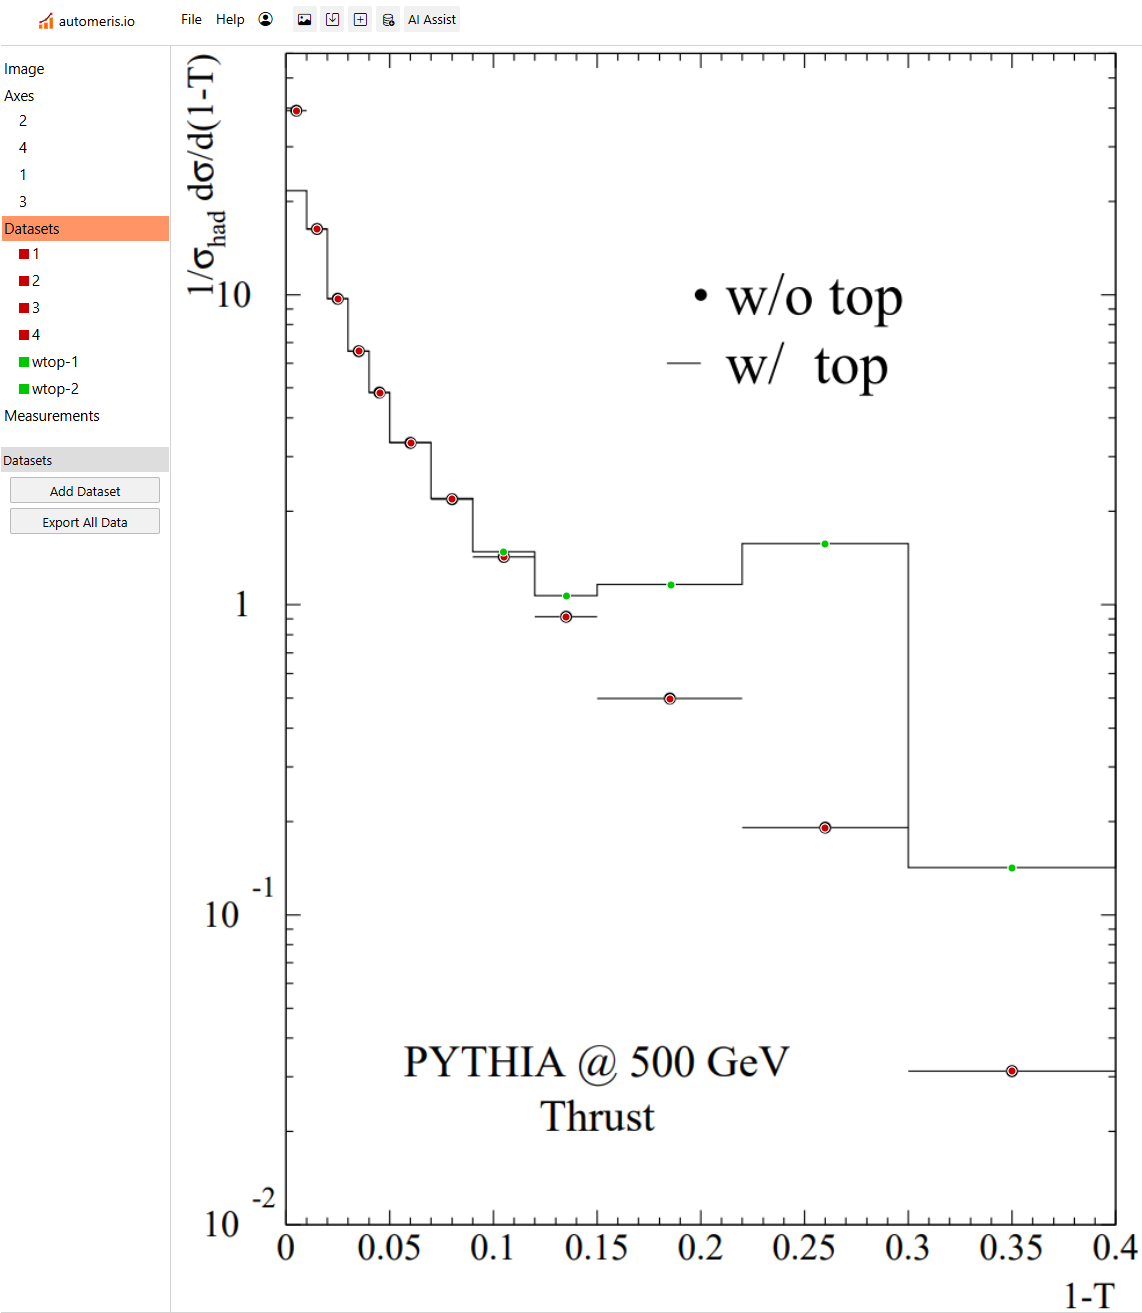 automeris.io
File Help AI Assist
Image
Axes
2
4
1
3
Datasets
1
2
3
4
wtop-1
wtop-2
Measurements
Datasets
Add Dataset
Export All Data
1/σhad dσ/d(1-T)
10
1
10 -1
10 -2
w/o top
w/ top
PYTHIA @ 500 GeV
Thrust
0 0.05 0.1 0.15 0.2 0.25 0.3 0.35 0.4
1-T